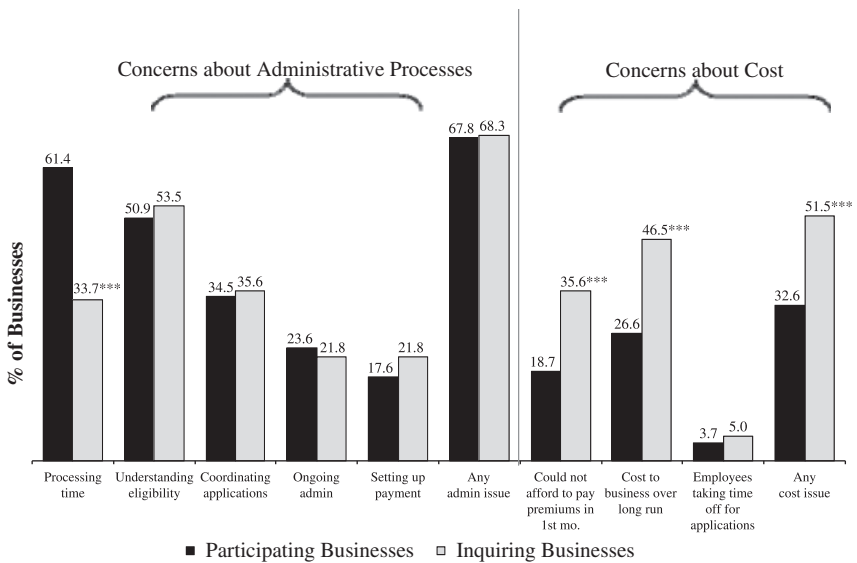 Concerns about Administrative Processes
Concerns about Cost
% of Businesses
61.4
33.7***
50.9
53.5
34.5
35.6
23.6
21.8
17.6
21.8
67.8
68.3
18.7
35.6***
26.6
46.5***
3.7
5.0
32.6
51.5***
Processing
time
Understanding
eligibility
Coordinating
applications
Ongoing
admin
Setting up
payment
Any
admin issue
Could not
afford to pay
premiums in
1st mo.
Cost to
business over
long run
Employees
taking time
off for
applications
Any
cost issue
Participating Businesses
Inquiring Businesses